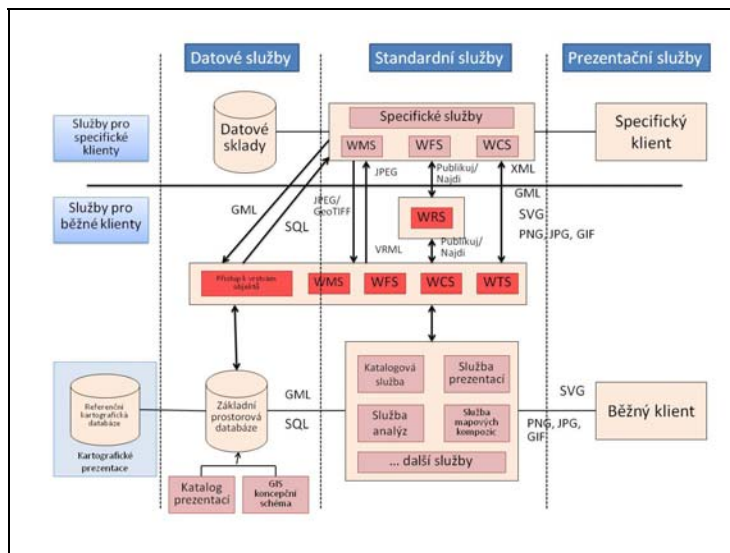 Datové služby
Standardní služby
Prezentační služby
Služby pro
specifické
klienty
Datové
sklady
Specifické služby
WMS
WFS
WCS
Specifický
klient
JPEG
Publikuj/
Najdi
XML
Služby pro
běžné klienty
GML
SQL
JPEG/
GeoTIFF
WRS
GML
SVG
PNG, JPG, GIF
VRML
Publikuj/
Najdi
Přístup k vrstvám
objektů
WMS
WFS
WCS
WTS
Referenční
kartografická
databáze
Kartografické
prezentace
Základní
prostorová
databáze
GML
SQL
Katalogová
služba
Služba
prezentací
Služba
analýz
Služba
mapových
kompozic
... další služby
SVG
PNG, JPG,
GIF
Běžný klient
Katalog
prezentací
GIS
koncepční
schéma